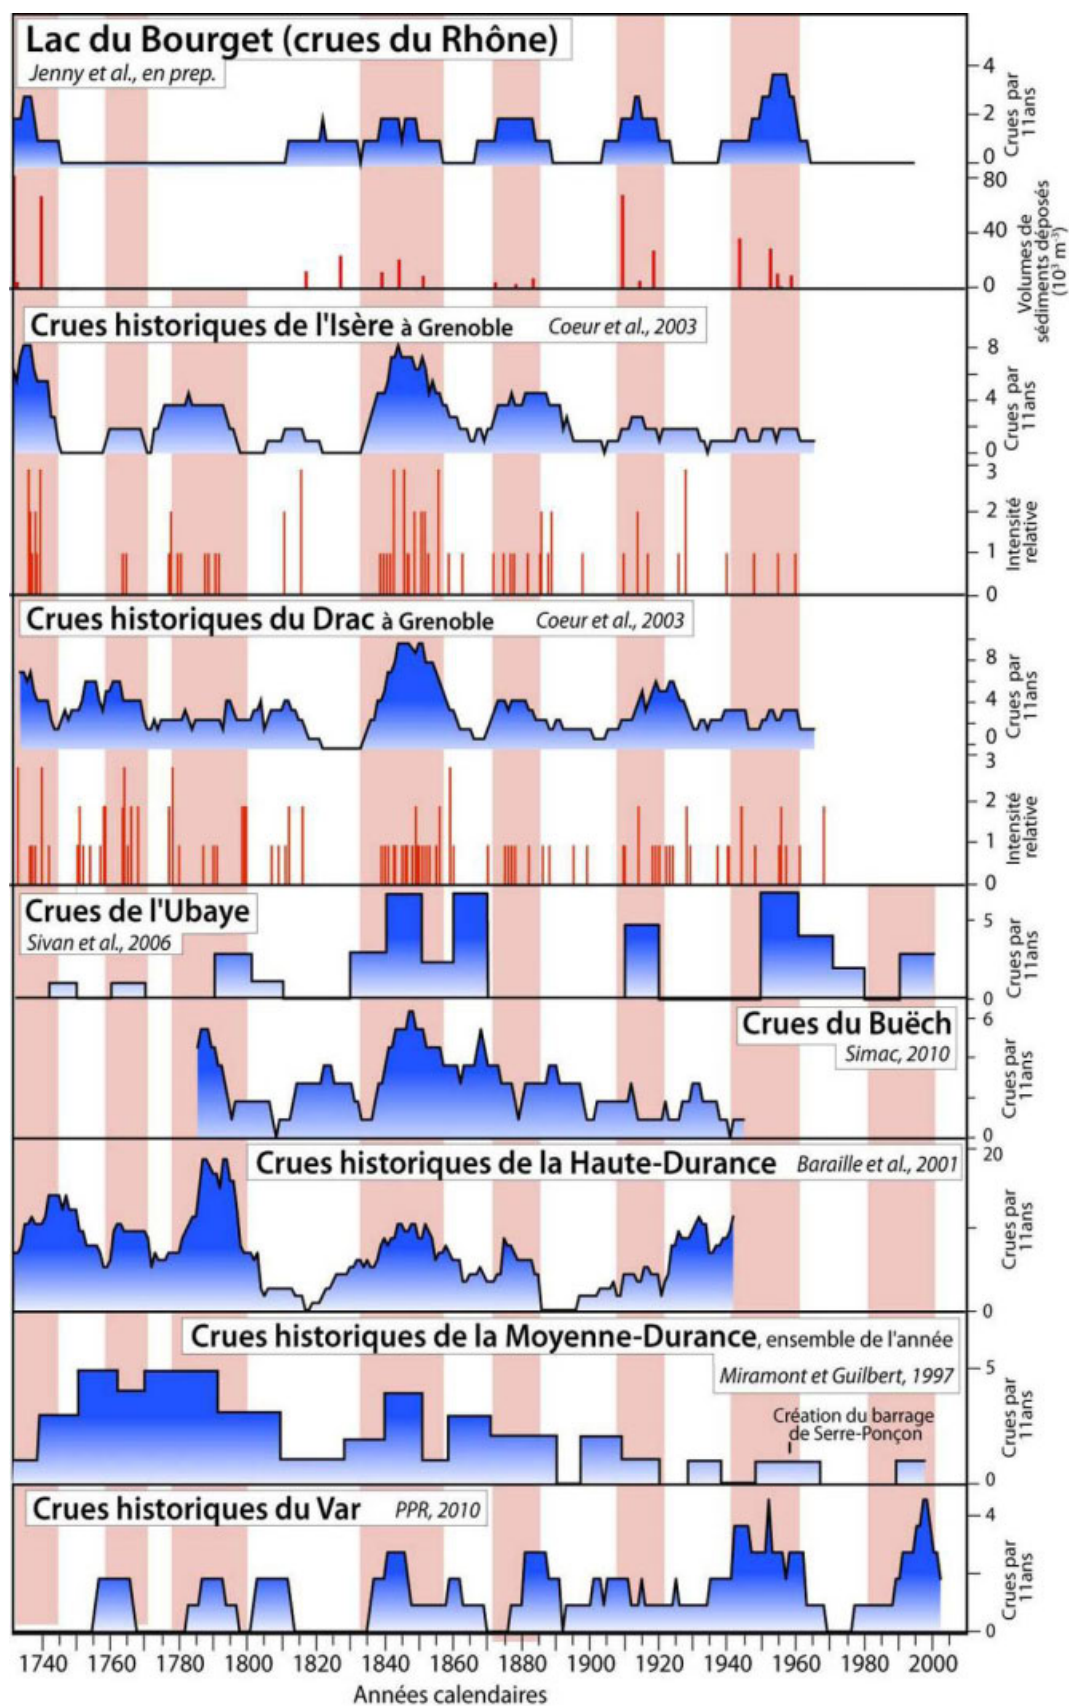 Lac du Bourget (crues du Rhône)
Jenny et al., en prep.
4
2
0
Crues par
11ans
80
40
0
Volumes de
sédiments déposés
(10³ m⁻³)
Crues historiques de l'Isère à Grenoble Coeur et al., 2003
8
4
0
Crues par
11ans
3
2
1
0
Intensité
relative
Crues historiques du Drac à Grenoble Coeur et al., 2003
8
4
0
Crues par
11ans
3
2
1
0
Intensité
relative
Crues de l'Ubaye
Sivan et al., 2006
5
0
Crues par
11ans
Crues du Buëch
Simac, 2010
6
0
Crues par
11ans
Crues historiques de la Haute-Durance Baraille et al., 2001
20
0
Crues par
11ans
Crues historiques de la Moyenne-Durance, ensemble de l'année
Miramont et Guilbert, 1997
Création du barrage
de Serre-Ponçon
5
0
Crues par
11ans
Crues historiques du Var PPR, 2010
4
2
0
Crues par
11ans
1740 1760 1780 1800 1820 1840 1860 1880 1900 1920 1940 1960 1980 2000
Années calendaires